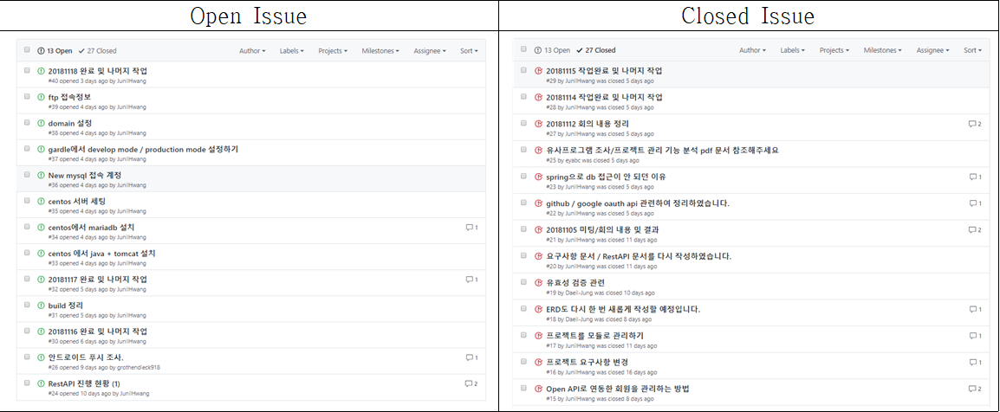 Open Issue
13 Open 27 Closed Author Labels Projects Milestones Assignee Sort
20181118 완료 및 나머지 작업
#40 opened 3 days ago by JunilHwang
ftp 접속정보
#39 opened 4 days ago by JunilHwang
domain 설정
#38 opened 4 days ago by JunilHwang
gardle에서 develop mode / production mode 설정하기
#37 opened 4 days ago by JunilHwang
New mysql 접속 계정
#36 opened 4 days ago by JunilHwang
centos 서버 세팅
#35 opened 4 days ago by JunilHwang
centos에서 mariadb 설치 1
#34 opened 4 days ago by JunilHwang
centos 에서 java + tomcat 설치
#33 opened 4 days ago by JunilHwang
20181117 완료 및 나머지 작업 1
#32 opened 5 days ago by JunilHwang
build 정리
#31 opened 5 days ago by JunilHwang
20181116 완료 및 나머지 작업
#30 opened 6 days ago by JunilHwang
안드로이드 푸시 조사. 1
#26 opened 9 days ago by grothendieck918
RestAPI 진행 현황 (1) 2
#24 opened 10 days ago by JunilHwang
Closed Issue
13 Open 27 Closed Author Labels Projects Milestones Assignee Sort
20181115 작업완료 및 나머지 작업
#29 by JunilHwang was closed 5 days ago
20181114 작업완료 및 나머지 작업
#28 by JunilHwang was closed 5 days ago
20181112 회의 내용 정리 2
#27 by JunilHwang was closed 5 days ago
유사프로그램 조사/프로젝트 관리 기능 분석 pdf 문서 참조해주세요
#25 by eyabc was closed 5 days ago
spring으로 db 접근이 안 되던 이유 1
#23 by JunilHwang was closed 5 days ago
github / google oauth api 관련하여 정리하였습니다. 1
#22 by JunilHwang was closed 5 days ago
20181105 미팅/회의 내용 및 결과 2
#21 by JunilHwang was closed 11 days ago
요구사항 문서 / RestAPI 문서를 다시 작성하였습니다.
#20 by JunilHwang was closed 11 days ago
유효성 검증 관련
#19 by Daeil-Jung was closed 10 days ago
ERD도 다시 한 번 새롭게 작성할 예정입니다. 1
#18 by Daeil-Jung was closed 8 days ago
프로젝트를 모듈로 관리하기 1
#17 by JunilHwang was closed 11 days ago
프로젝트 요구사항 변경 1
#16 by JunilHwang was closed 16 days ago
Open API로 연동한 회원을 관리하는 방법 2
#15 by JunilHwang was closed 8 days ago